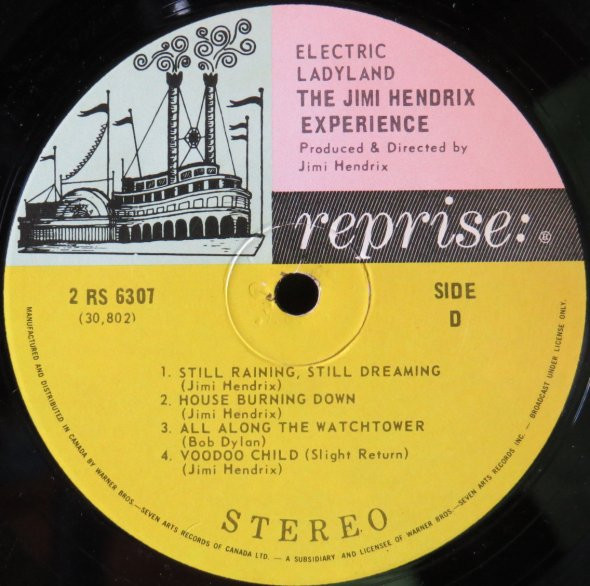 ELECTRIC
LADYLAND
THE JIMI HENDRIX
EXPERIENCE
Produced & Directed by
Jimi Hendrix
reprise: ®
2 RS 6307
(30,802)
SIDE
D
1. STILL RAINING, STILL DREAMING
(Jimi Hendrix)
2. HOUSE BURNING DOWN
(Jimi Hendrix)
3. ALL ALONG THE WATCHTOWER
(Bob Dylan)
4. VOODOO CHILD (Slight Return)
(Jimi Hendrix)
STEREO
MANUFACTURED AND DISTRIBUTED IN CANADA BY WARNER BROS.—SEVEN ARTS RECORDS OF CANADA LTD. — A SUBSIDIARY AND LICENSEE OF WARNER BROS.—SEVEN ARTS RECORDS INC. — BROADCAST UNDER LICENSE ONLY.